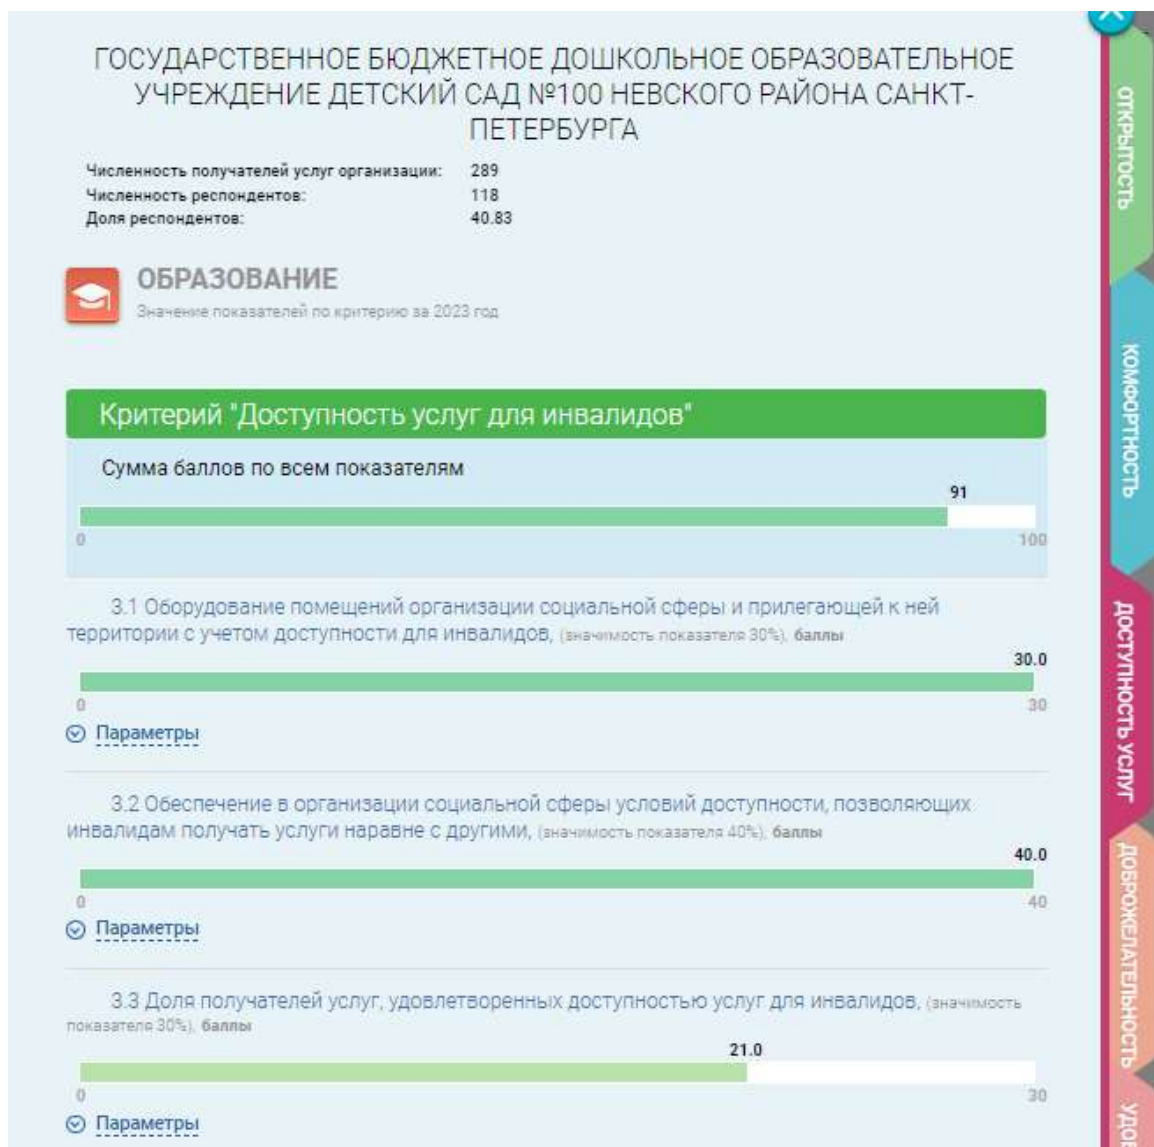 ГОСУДАРСТВЕННОЕ БЮДЖЕТНОЕ ДОШКОЛЬНОЕ ОБРАЗОВАТЕЛЬНОЕ
УЧРЕЖДЕНИЕ ДЕТСКИЙ САД №100 НЕВСКОГО РАЙОНА САНКТ-
ПЕТЕРБУРГА
Численность получателей услуг организации: 289
Численность респондентов: 118
Доля респондентов: 40.83
ОБРАЗОВАНИЕ
Значение показателей по критерию за 2023 год
Критерий "Доступность услуг для инвалидов"
Сумма баллов по всем показателям
91
0 100
3.1 Оборудование помещений организации социальной сферы и прилегающей к ней
территории с учетом доступности для инвалидов, (значимость показателя 30%), баллы
30.0
0 30
Параметры
3.2 Обеспечение в организации социальной сферы условий доступности, позволяющих
инвалидам получать услуги наравне с другими, (значимость показателя 40%), баллы
40.0
0 40
Параметры
3.3 Доля получателей услуг, удовлетворенных доступностью услуг для инвалидов, (значимость
показателя 30%), баллы
21.0
0 30
Параметры
ОТКРЫТОСТЬ
КОМФОРТНОСТЬ
ДОСТУПНОСТЬ УСЛУГ
ДОБРОЖЕЛАТЕЛЬНОСТЬ